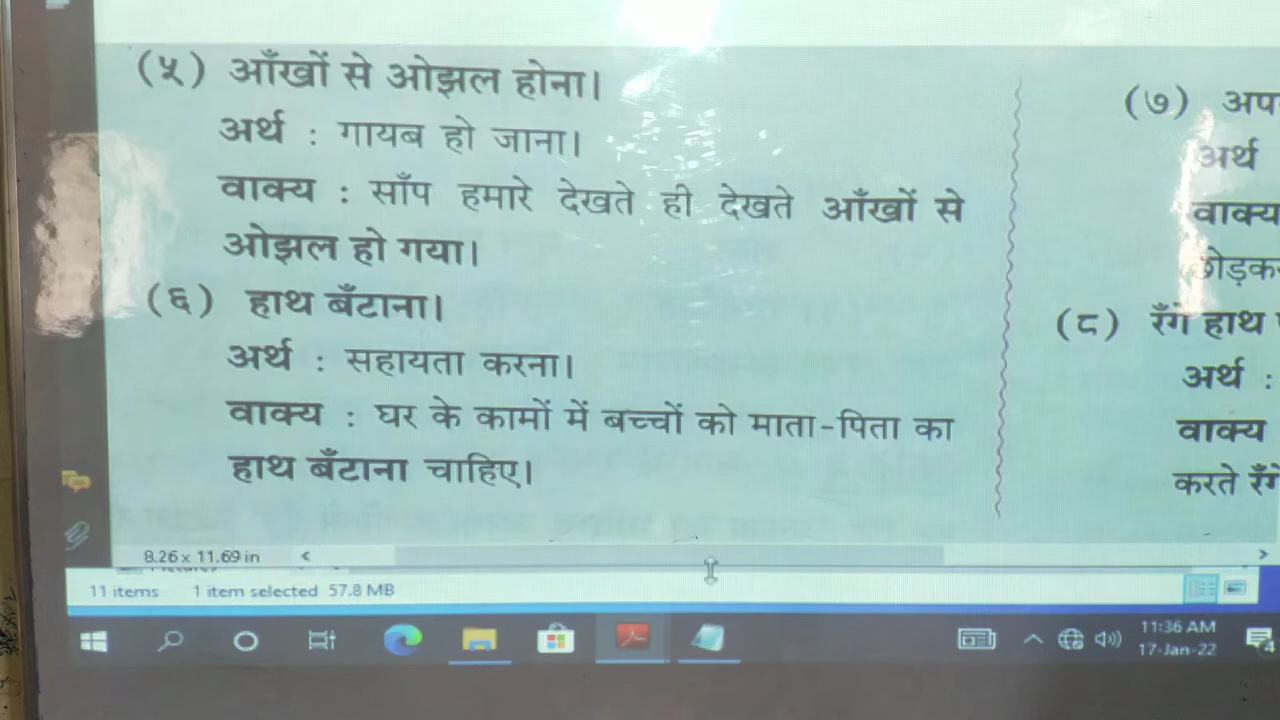 (५) आँखों से ओझल होना।
अर्थ : गायब हो जाना।
वाक्य : साँप हमारे देखते ही देखते आँखों से
ओझल हो गया।
(६) हाथ बँटाना।
अर्थ : सहायता करना।
वाक्य : घर के कामों में बच्चों को माता-पिता का
हाथ बँटाना चाहिए।
(७) अप
अर्थ
वाक्य
छोड़क
(८) रँगे हाथ
अर्थ :
वाक्य
करते रँगे
8.26 x 11.69 in
11 items 1 item selected 57.8 MB
11:36 AM
17-Jan-22